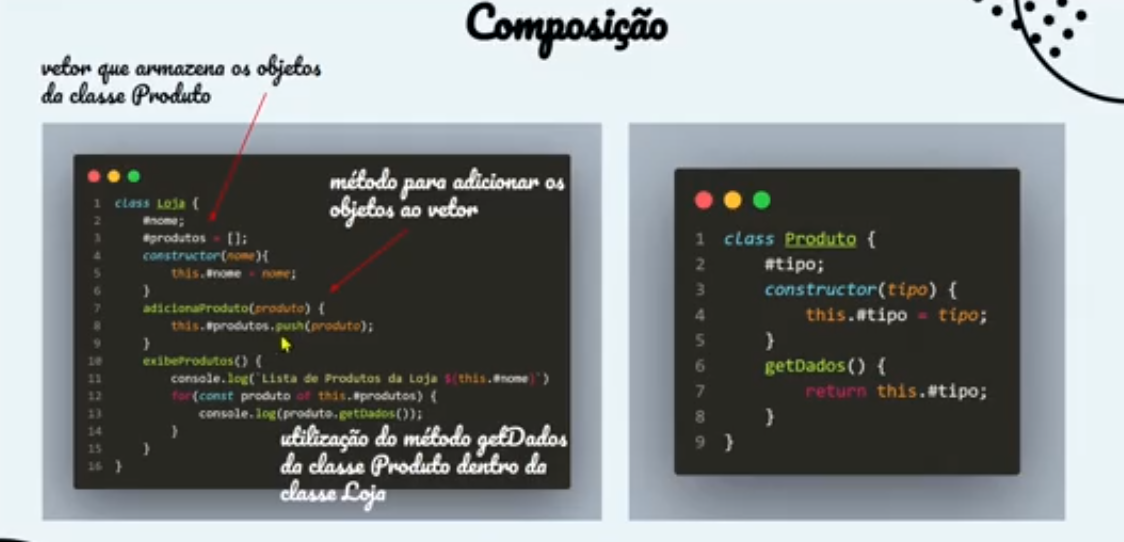 Composição
vetor que armazena os objetos
da classe Produto
método para adicionar os
objetos ao vetor
1 class Loja {
2 #nome;
3 #produtos = [];
4 constructor(nome){
5 this.#nome = nome;
6 }
7 adicionaProduto(produto) {
8 this.#produtos.push(produto);
9 }
10 exibeProdutos() {
11 console.log(`Lista de Produtos da Loja ${this.#nome}`)
12 for(const produto of this.#produtos) {
13 console.log(produto.getDados());
14 }
15 }
16 }
utilização do método getDados
da classe Produto dentro da
classe Loja
1 class Produto {
2 #tipo;
3 constructor(tipo) {
4 this.#tipo = tipo;
5 }
6 getDados() {
7 return this.#tipo;
8 }
9 }